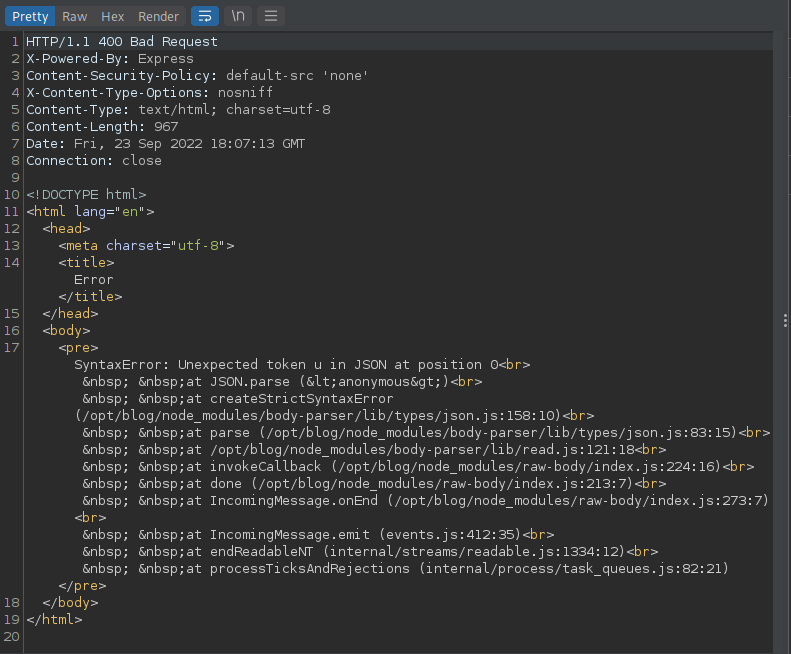 Pretty Raw Hex Render \n
1 HTTP/1.1 400 Bad Request
2 X-Powered-By: Express
3 Content-Security-Policy: default-src 'none'
4 X-Content-Type-Options: nosniff
5 Content-Type: text/html; charset=utf-8
6 Content-Length: 967
7 Date: Fri, 23 Sep 2022 18:07:13 GMT
8 Connection: close
9
10 <!DOCTYPE html>
11 <html lang="en">
12 <head>
13 <meta charset="utf-8">
14 <title>
Error
</title>
15 </head>
16 <body>
17 <pre>
SyntaxError: Unexpected token u in JSON at position 0<br>
&nbsp; &nbsp;at JSON.parse (&lt;anonymous&gt;)<br>
&nbsp; &nbsp;at createStrictSyntaxError
(/opt/blog/node_modules/body-parser/lib/types/json.js:158:10)<br>
&nbsp; &nbsp;at parse (/opt/blog/node_modules/body-parser/lib/types/json.js:83:15)<br>
&nbsp; &nbsp;at /opt/blog/node_modules/body-parser/lib/read.js:121:18<br>
&nbsp; &nbsp;at invokeCallback (/opt/blog/node_modules/raw-body/index.js:224:16)<br>
&nbsp; &nbsp;at done (/opt/blog/node_modules/raw-body/index.js:213:7)<br>
&nbsp; &nbsp;at IncomingMessage.onEnd (/opt/blog/node_modules/raw-body/index.js:273:7)
<br>
&nbsp; &nbsp;at IncomingMessage.emit (events.js:412:35)<br>
&nbsp; &nbsp;at endReadableNT (internal/streams/readable.js:1334:12)<br>
&nbsp; &nbsp;at processTicksAndRejections (internal/process/task_queues.js:82:21)
</pre>
18 </body>
19 </html>
20